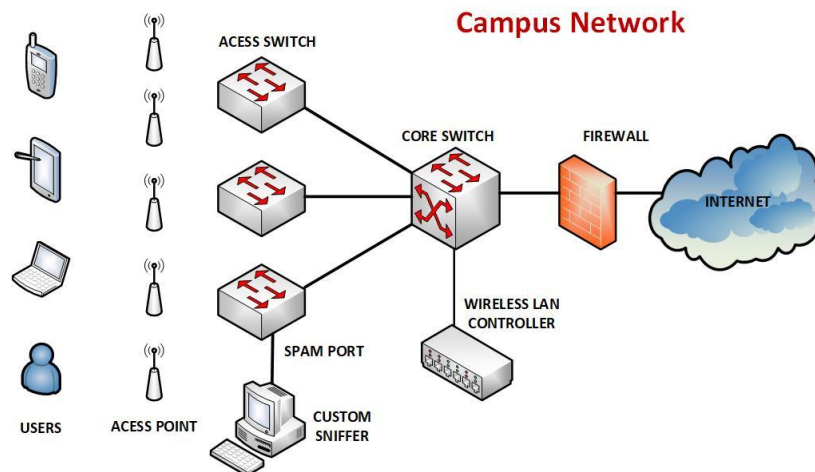 Campus Network
ACESS SWITCH
CORE SWITCH
FIREWALL
INTERNET
WIRELESS LAN
CONTROLLER
SPAM PORT
USERS
ACESS POINT
CUSTOM
SNIFFER